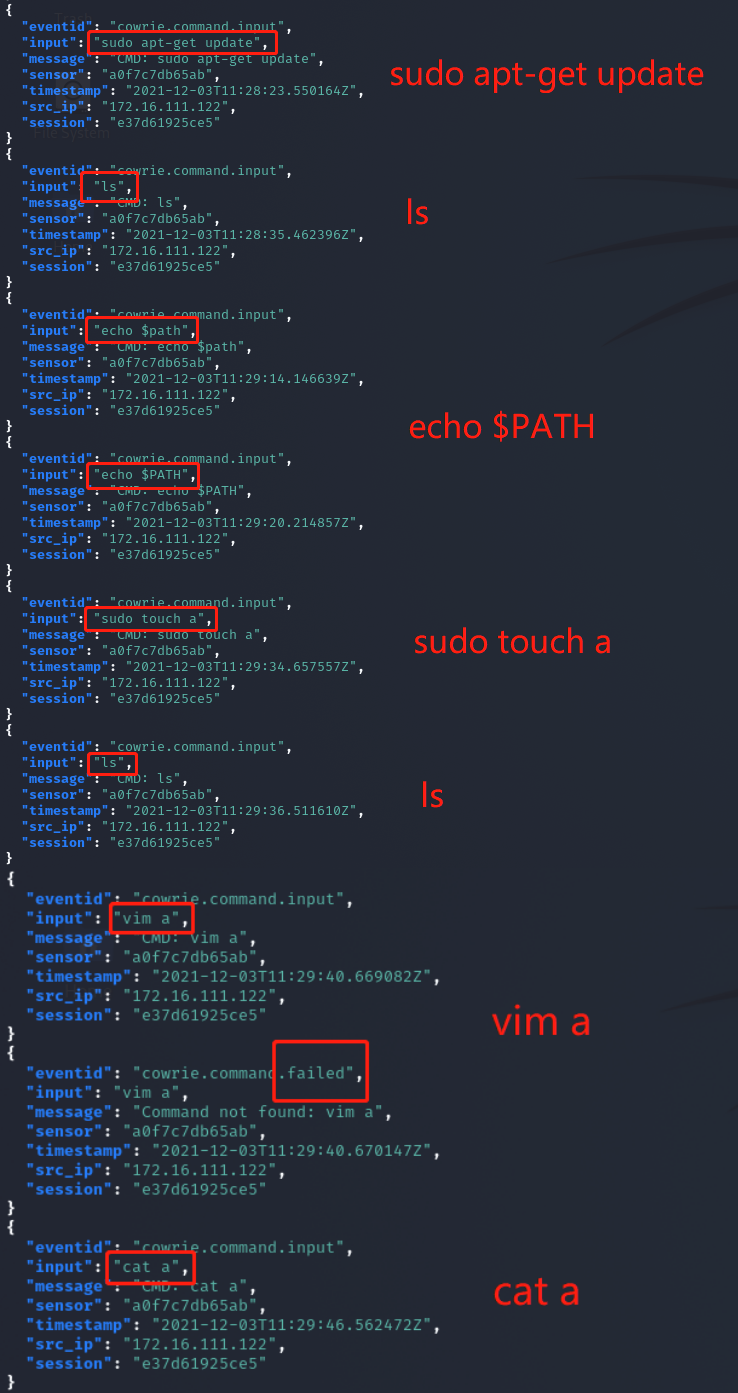 {
"eventid": "cowrie.command.input",
"input": "sudo apt-get update",
"message": "CMD: sudo apt-get update",
"sensor": "a0f7c7db65ab",
"timestamp": "2021-12-03T11:28:23.550164Z",
"src_ip": "172.16.111.122",
"session": "e37d61925ce5"
}
sudo apt-get update
File System
{
"eventid": "cowrie.command.input",
"input": "ls",
"message": "CMD: ls",
"sensor": "a0f7c7db65ab",
"timestamp": "2021-12-03T11:28:35.462396Z",
"src_ip": "172.16.111.122",
"session": "e37d61925ce5"
}
ls
{
"eventid": "cowrie.command.input",
"input": "echo $path",
"message": "CMD: echo $path",
"sensor": "a0f7c7db65ab",
"timestamp": "2021-12-03T11:29:14.146639Z",
"src_ip": "172.16.111.122",
"session": "e37d61925ce5"
}
echo $PATH
{
"eventid": "cowrie.command.input",
"input": "echo $PATH",
"message": "CMD: echo $PATH",
"sensor": "a0f7c7db65ab",
"timestamp": "2021-12-03T11:29:20.214857Z",
"src_ip": "172.16.111.122",
"session": "e37d61925ce5"
}
{
"eventid": "cowrie.command.input",
"input": "sudo touch a",
"message": "CMD: sudo touch a",
"sensor": "a0f7c7db65ab",
"timestamp": "2021-12-03T11:29:34.657557Z",
"src_ip": "172.16.111.122",
"session": "e37d61925ce5"
}
sudo touch a
{
"eventid": "cowrie.command.input",
"input": "ls",
"message": "CMD: ls",
"sensor": "a0f7c7db65ab",
"timestamp": "2021-12-03T11:29:36.511610Z",
"src_ip": "172.16.111.122",
"session": "e37d61925ce5"
}
ls
{
"eventid": "cowrie.command.input",
"input": "vim a",
"message": "CMD: vim a",
"sensor": "a0f7c7db65ab",
"timestamp": "2021-12-03T11:29:40.669082Z",
"src_ip": "172.16.111.122",
"session": "e37d61925ce5"
}
vim a
{
"eventid": "cowrie.command.failed",
"input": "vim a",
"message": "Command not found: vim a",
"sensor": "a0f7c7db65ab",
"timestamp": "2021-12-03T11:29:40.670147Z",
"src_ip": "172.16.111.122",
"session": "e37d61925ce5"
}
{
"eventid": "cowrie.command.input",
"input": "cat a",
"message": "CMD: cat a",
"sensor": "a0f7c7db65ab",
"timestamp": "2021-12-03T11:29:46.562472Z",
"src_ip": "172.16.111.122",
"session": "e37d61925ce5"
}
cat a